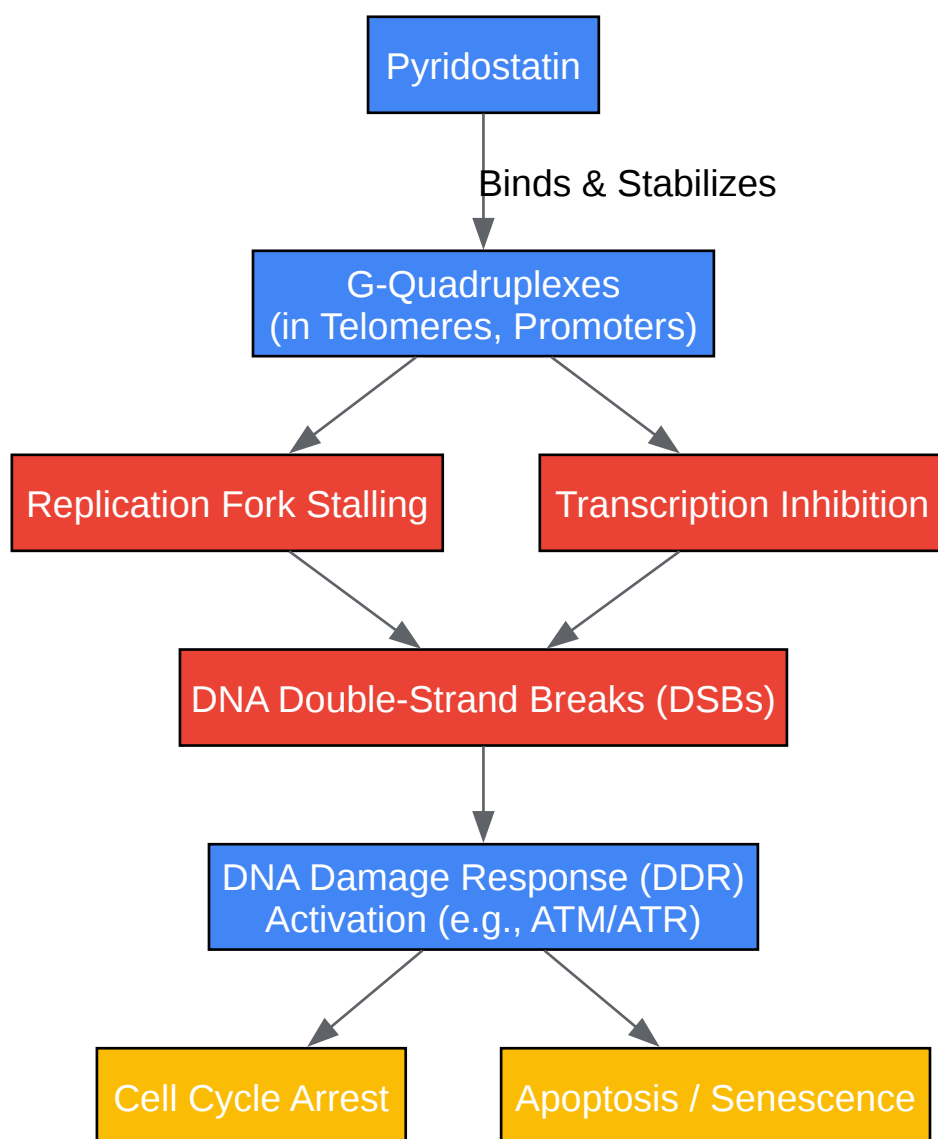 Pyridostatin
Binds & Stabilizes
G-Quadruplexes
(in Telomeres, Promoters)
Replication Fork Stalling
Transcription Inhibition
DNA Double-Strand Breaks (DSBs)
DNA Damage Response (DDR)
Activation (e.g., ATM/ATR)
Cell Cycle Arrest
Apoptosis / Senescence